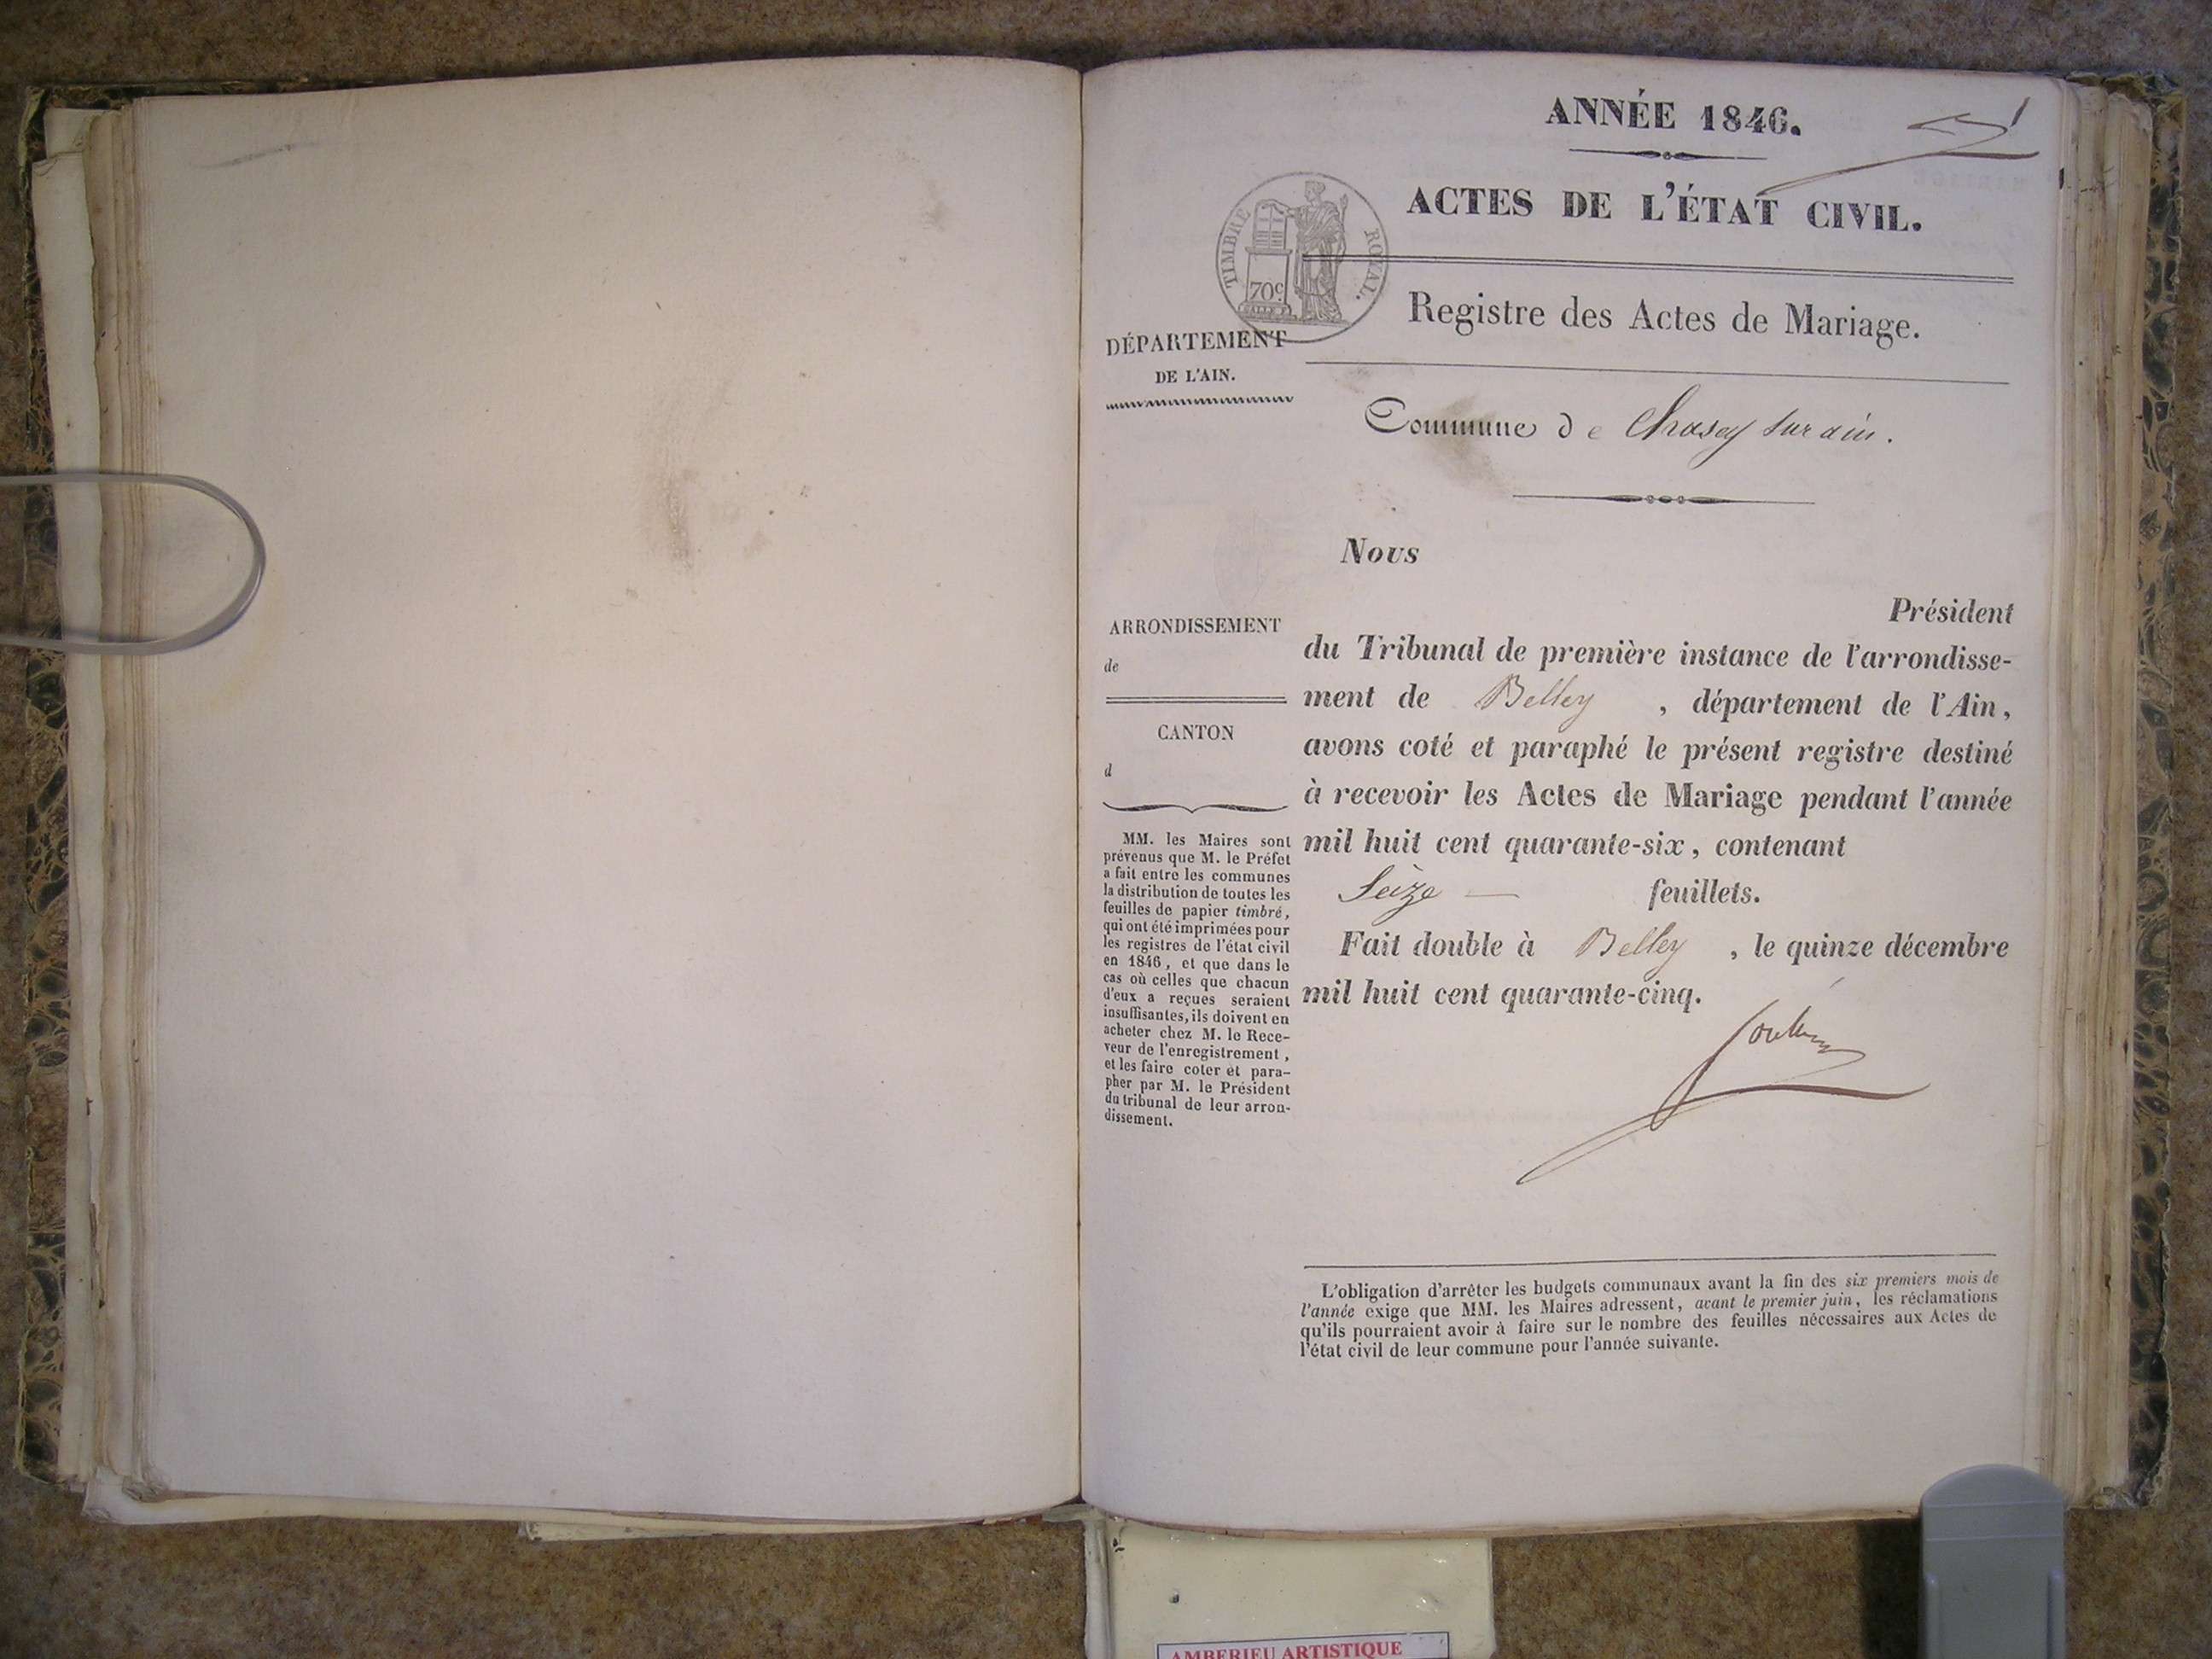 ANNÉE 1846.
1
ACTES DE L'ÉTAT CIVIL.
TIMBRE ROYAL.
70c
Registre des Actes de Mariage.
DÉPARTEMENT
DE L'AIN.
Commune de Chasey sur ain.
Nous
Président
du Tribunal de première instance de l'arrondisse-
ment de Belley , département de l'Ain,
avons coté et paraphé le présent registre destiné
à recevoir les Actes de Mariage pendant l'année
mil huit cent quarante-six, contenant
Seize — feuillets.
Fait double à Belley , le quinze décembre
mil huit cent quarante-cinq.
ARRONDISSEMENT
de
CANTON
d
MM. les Maires sont
prévenus que M. le Préfet
a fait entre les communes
la distribution de toutes les
feuilles de papier timbré,
qui ont été imprimées pour
les registres de l'état civil
en 1846, et que dans le
cas où celles que chacun
d'eux a reçues seraient
insuffisantes, ils doivent en
acheter chez M. le Rece-
veur de l'enregistrement,
et les faire coter et para-
pher par M. le Président
du tribunal de leur arron-
dissement.
L'obligation d'arrêter les budgets communaux avant la fin des six premiers mois de
l'année exige que MM. les Maires adressent, avant le premier juin, les réclamations
qu'ils pourraient avoir à faire sur le nombre des feuilles nécessaires aux Actes de
l'état civil de leur commune pour l'année suivante.
AMBERIEU ARTISTIQUE